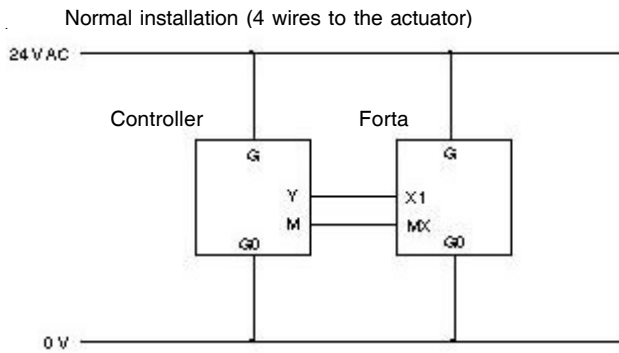 Normal installation (4 wires to the actuator)
24 V AC
Controller
Forta
G
G
Y
X1
M
MX
G0
G0
0 V